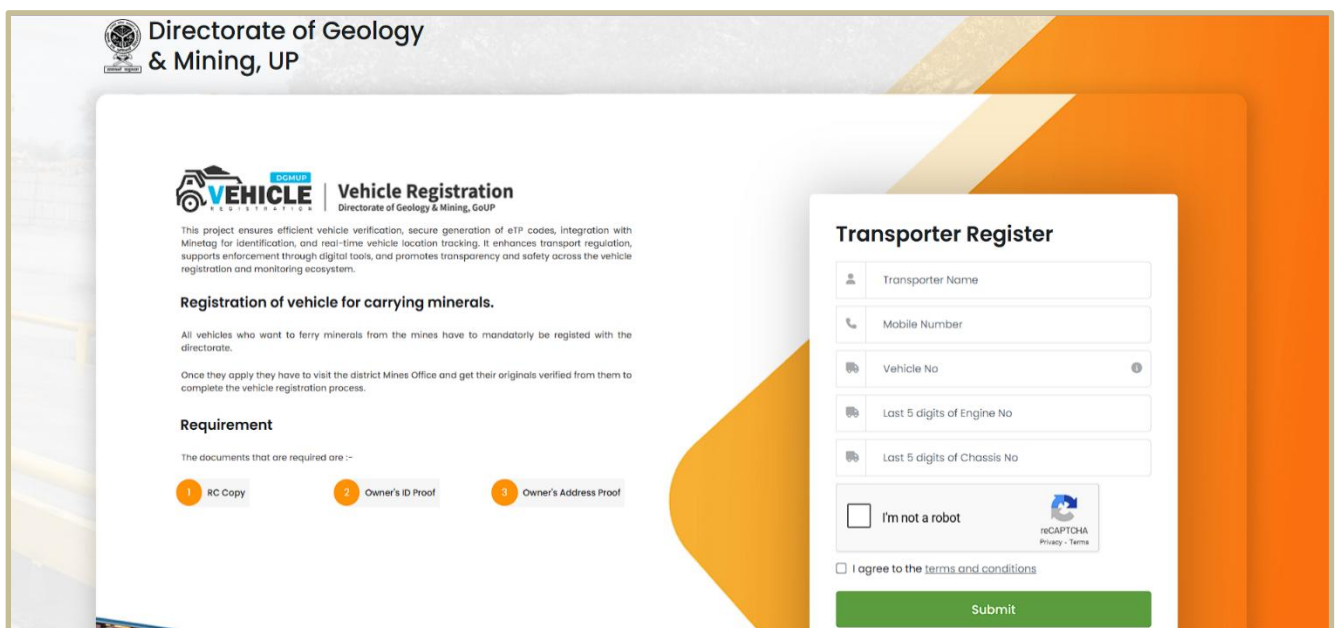 Directorate of Geology
& Mining, UP
DGMUP
VEHICLE
REGISTRATION
Vehicle Registration
Directorate of Geology & Mining, GoUP
This project ensures efficient vehicle verification, secure generation of eTP codes, integration with
Minetag for identification, and real-time vehicle location tracking. It enhances transport regulation,
supports enforcement through digital tools, and promotes transparency and safety across the vehicle
registration and monitoring ecosystem.
Registration of vehicle for carrying minerals.
All vehicles who want to ferry minerals from the mines have to mandatorily be registed with the
directorate.
Once they apply they have to visit the district Mines Office and get their originals verified from them to
complete the vehicle registration process.
Requirement
The documents that are required are :-
1 RC Copy
2 Owner's ID Proof
3 Owner's Address Proof
Transporter Register
Transporter Name
Mobile Number
Vehicle No
Last 5 digits of Engine No
Last 5 digits of Chassis No
I'm not a robot
reCAPTCHA
Privacy - Terms
I agree to the terms and conditions
Submit